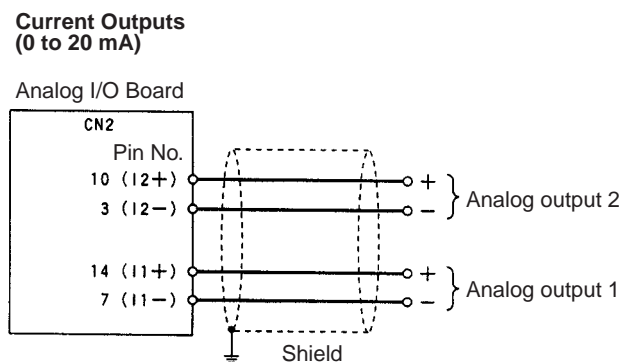 Current Outputs
(0 to 20 mA)
Analog I/O Board
CN2
Pin No.
10 (I2+) +
3 (I2−) − Analog output 2
14 (I1+) +
7 (I1−) − Analog output 1
Shield